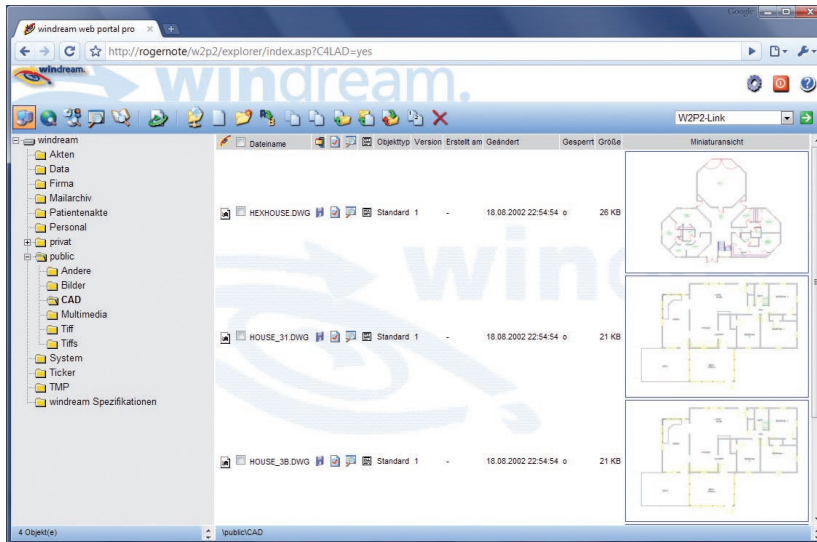 Google
windream web portal pro
http://rogernote/w2p2/explorer/index.asp?C4LAD=yes
windream.
windream.
W2P2-Link
windream
Akten
Data
Firma
Mailarchiv
Patientenakte
Personal
privat
public
Andere
Bilder
CAD
Multimedia
Tiff
Tiffs
System
Ticker
TMP
windream Spezifikationen
Dateiname Objekttyp Version Erstellt am Geändert Gesperrt Größe Miniaturansicht
HEXHOUSE.DWG Standard 1 - 18.08.2002 22:54:54 o 26 KB
wind
HOUSE_31.DWG Standard 1 - 18.08.2002 22:54:54 o 21 KB
HOUSE_3B.DWG Standard 1 - 18.08.2002 22:54:54 o 21 KB
4 Objekt(e) \public\CAD